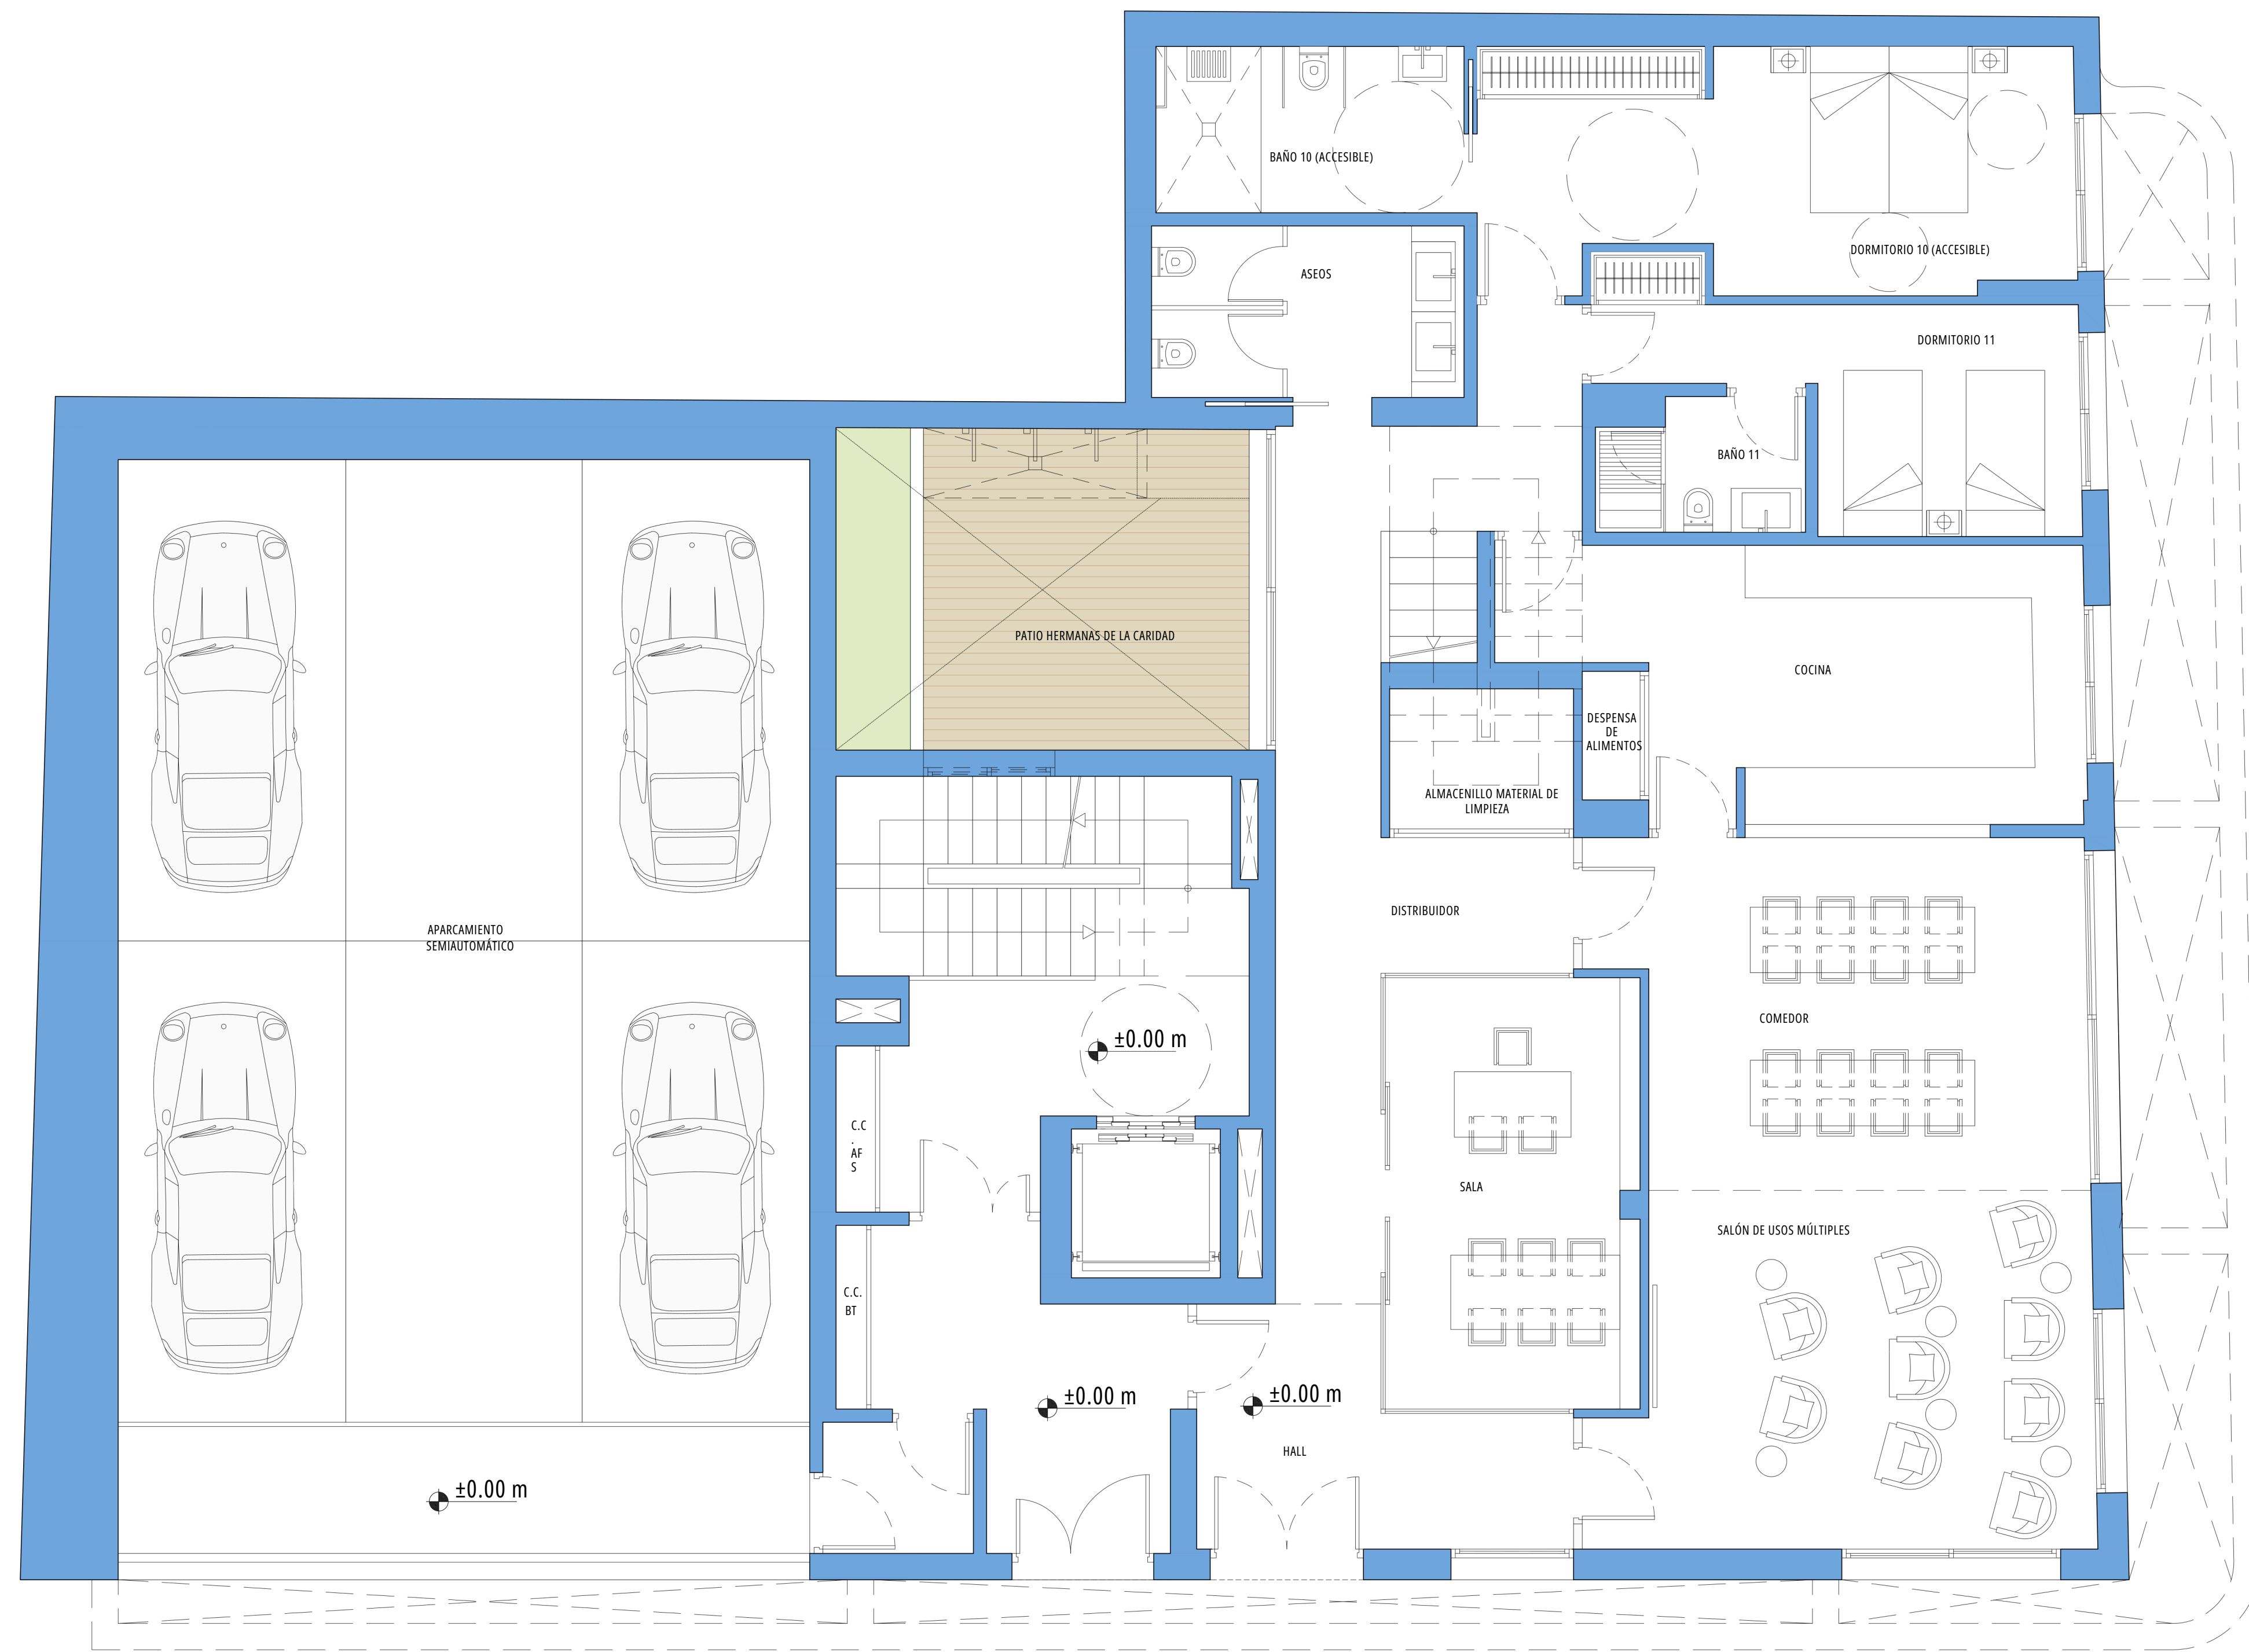 BAÑO 10 (ACCESIBLE)
DORMITORIO 10 (ACCESIBLE)
ASEOS
DORMITORIO 11
BAÑO 11
PATIO HERMANAS DE LA CARIDAD
COCINA
DESPENSA
DE
ALIMENTOS
ALMACENILLO MATERIAL DE
LIMPIEZA
DISTRIBUIDOR
APARCAMIENTO
SEMIAUTOMÁTICO
COMEDOR
±0.00 m
C.C
.
AF
S
SALA
SALÓN DE USOS MÚLTIPLES
C.C.
BT
±0.00 m
±0.00 m
HALL
±0.00 m